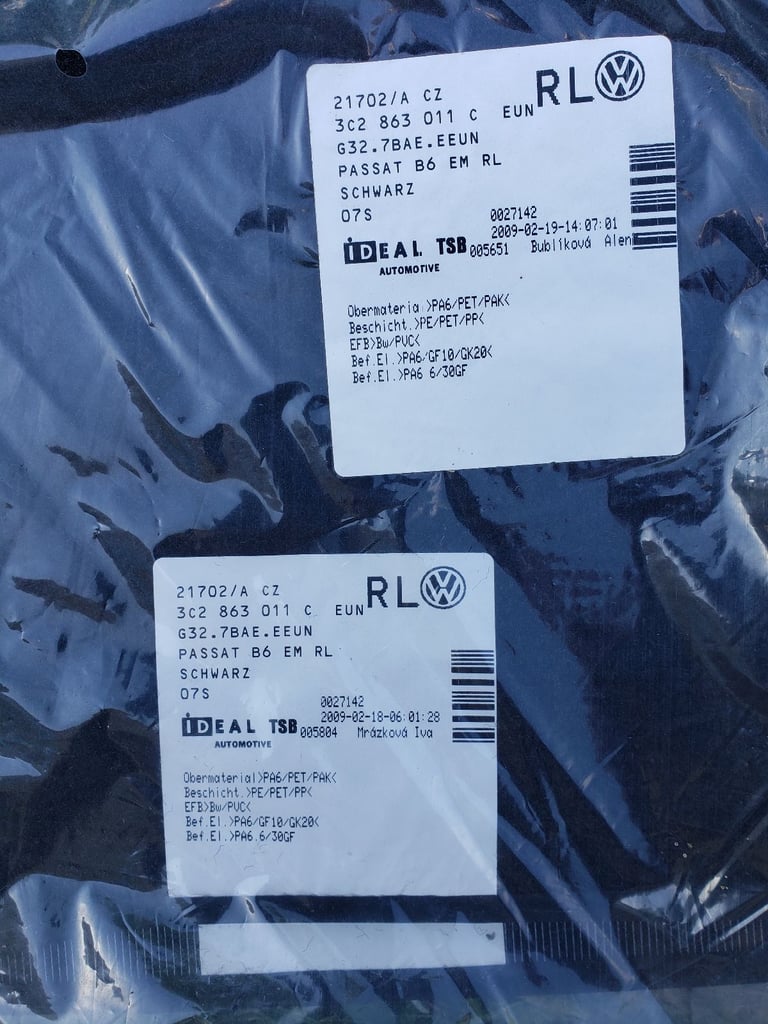 21702/A CZ RL
3C2 863 011 C EUN
G32.7BAE.EEUN
PASSAT B6 EM RL
SCHWARZ
07S
0027142
2009-02-19-14:07:01
IDEAL TSB 005651 Bublíková Alen
AUTOMOTIVE
Obermateria >PA6/PET/PAK<
Beschicht.>PE/PET/PP<
EFB>Bw/PVC<
Bef.El.>PA6/GF10/GK20<
Bef.El.>PA6 6/30GF
21702/A CZ RL
3C2 863 011 C EUN
G32.7BAE.EEUN
PASSAT B6 EM RL
SCHWARZ
07S
0027142
2009-02-18-06:01:28
IDEAL TSB 005804 Mrázková Iva
AUTOMOTIVE
Obermaterial>PA6/PET/PAK<
Beschicht.>PE/PET/PP<
EFB>Bw/PVC<
Bef.El.>PA6/GF10/GK20<
Bef.El.>PA6.6/30GF